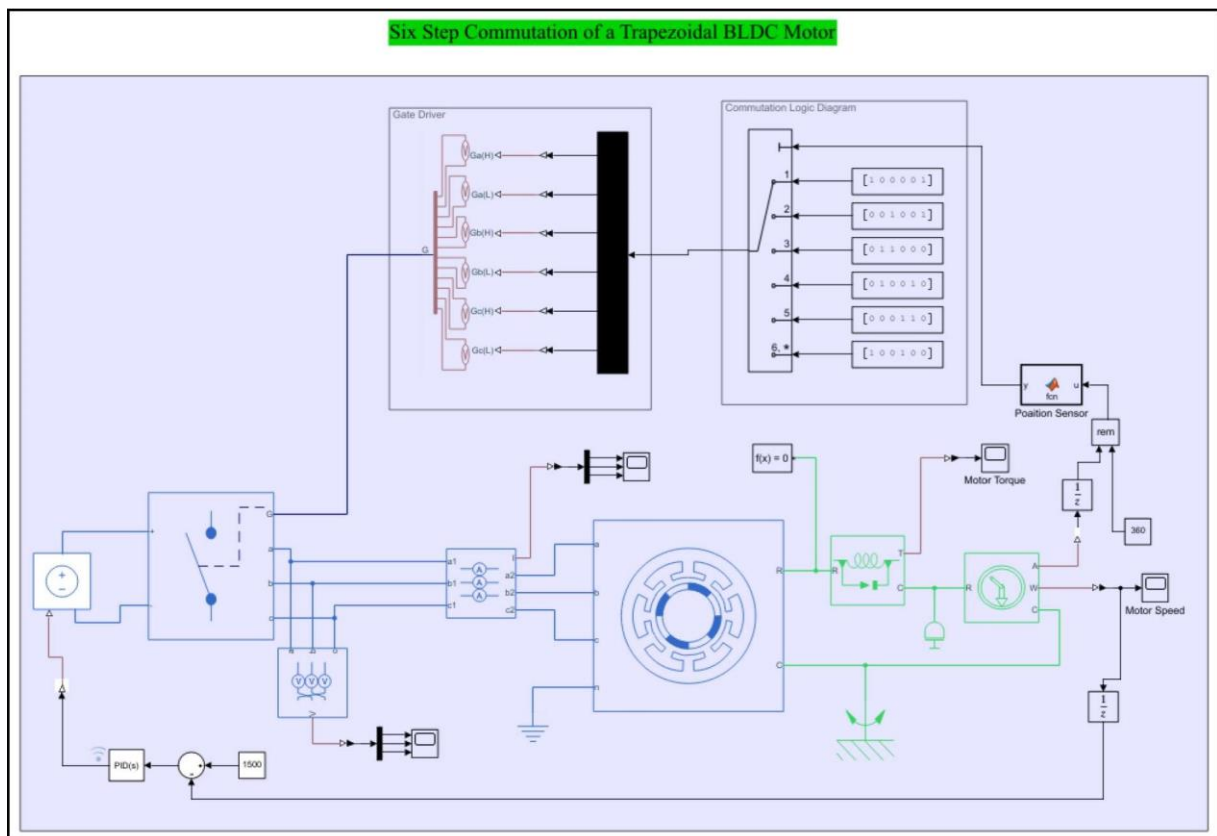 Six Step Commutation of a Trapezoidal BLDC Motor
Gate Driver
Commutation Logic Diagram
Ga(H)
Ga(L)
Gb(H)
Gb(L)
Gc(H)
Gc(L)
G
1
2
3
4
5
6, *
[1 0 0 0 0 1]
[0 0 1 0 0 1]
[0 1 1 0 0 0]
[0 1 0 0 1 0]
[0 0 0 1 1 0]
[1 0 0 1 0 0]
y
fcn
u
Poaition Sensor
rem
f(x) = 0
Motor Torque
1
z
360
+
-
G
a
b
c
a1
b1
c1
I
a2
b2
c2
A
A
A
a
b
c
n
R
C
R
T
C
R
A
W
C
Motor Speed
V
V
V
1
z
PID(s)
1500